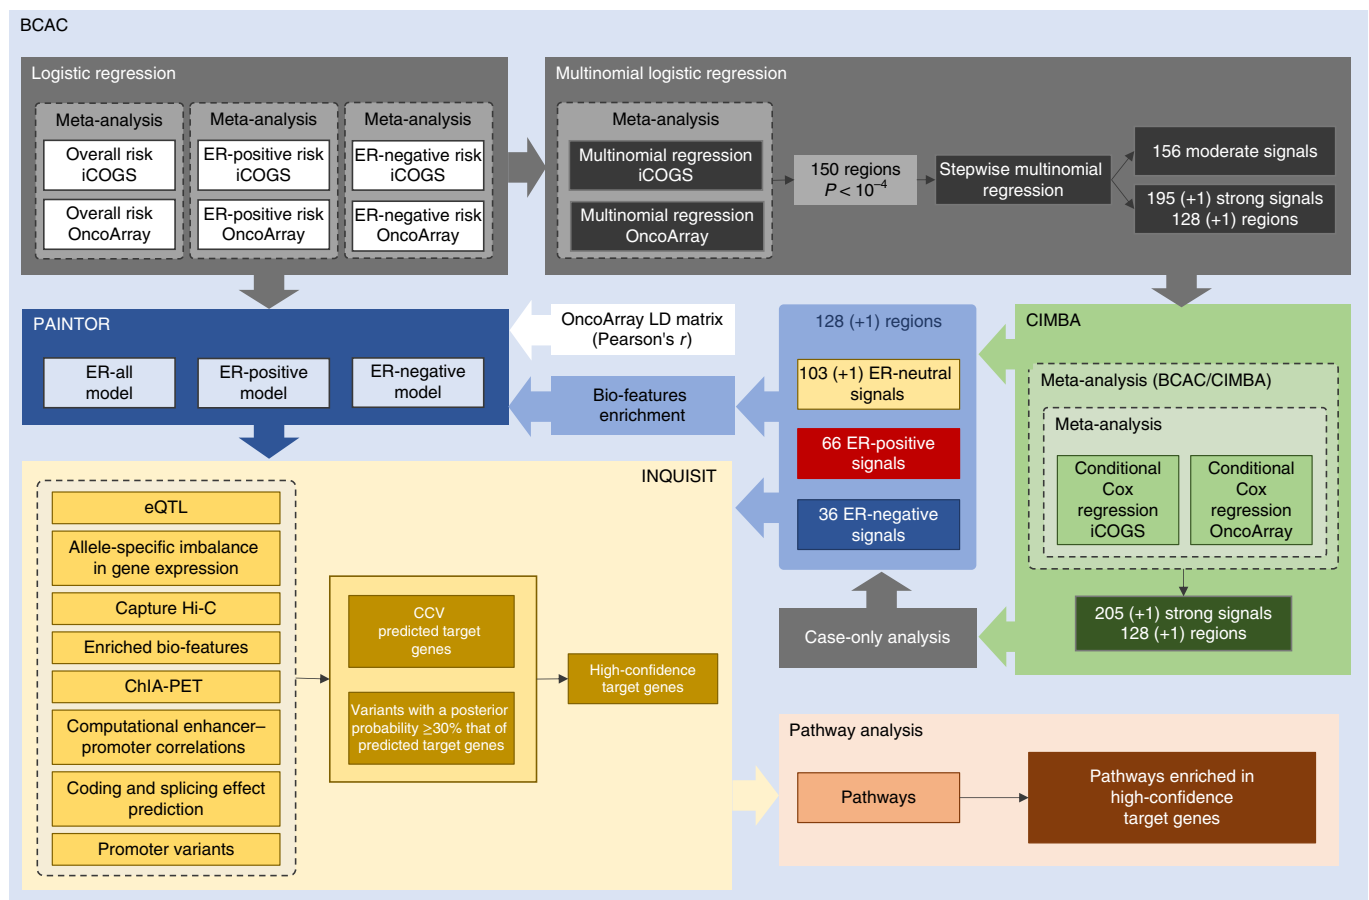 BCAC
Logistic regression
Meta-analysis
Overall risk
iCOGS
Overall risk
OncoArray
Meta-analysis
ER-positive risk
iCOGS
ER-positive risk
OncoArray
Meta-analysis
ER-negative risk
iCOGS
ER-negative risk
OncoArray
Multinomial logistic regression
Meta-analysis
Multinomial regression
iCOGS
Multinomial regression
OncoArray
150 regions
P < 10⁻⁴
Stepwise multinomial
regression
156 moderate signals
195 (+1) strong signals
128 (+1) regions
PAINTOR
ER-all
model
ER-positive
model
ER-negative
model
OncoArray LD matrix
(Pearson's r)
Bio-features
enrichment
128 (+1) regions
103 (+1) ER-neutral
signals
66 ER-positive
signals
36 ER-negative
signals
Case-only analysis
CIMBA
Meta-analysis (BCAC/CIMBA)
Meta-analysis
Conditional
Cox
regression
iCOGS
Conditional
Cox
regression
OncoArray
205 (+1) strong signals
128 (+1) regions
INQUISIT
eQTL
Allele-specific imbalance
in gene expression
Capture Hi-C
Enriched bio-features
ChIA-PET
Computational enhancer–
promoter correlations
Coding and splicing effect
prediction
Promoter variants
CCV
predicted target
genes
Variants with a posterior
probability ≥30% that of
predicted target genes
High-confidence
target genes
Pathway analysis
Pathways
Pathways enriched in
high-confidence
target genes